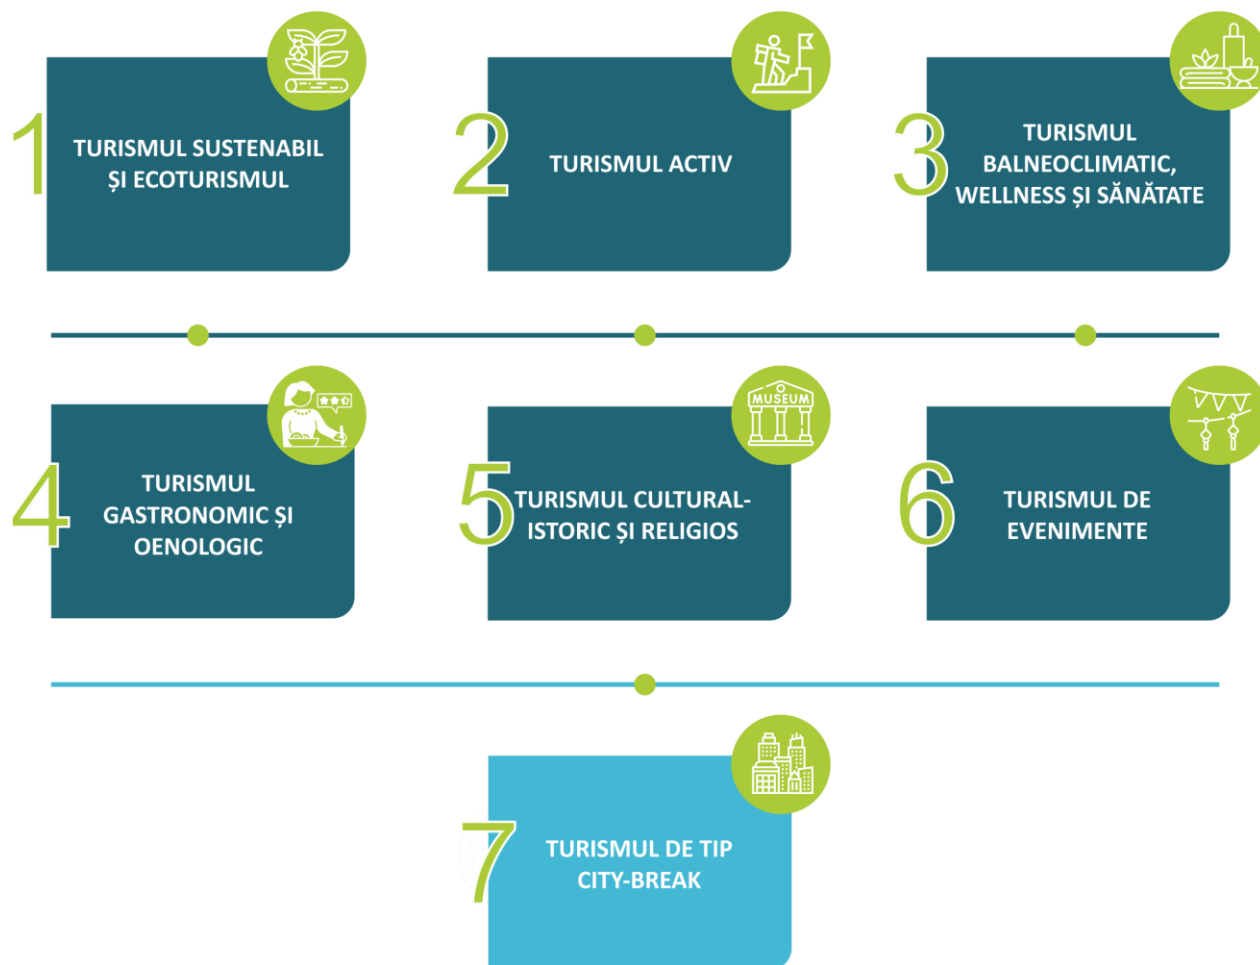 1
TURISMUL SUSTENABIL
ȘI ECOTURISMUL
2
TURISMUL ACTIV
3
TURISMUL
BALNEOCLIMATIC,
WELLNESS ȘI SĂNĂTATE
4
TURISMUL
GASTRONOMIC ȘI
OENOLOGIC
MUSEUM
5
TURISMUL CULTURAL-
ISTORIC ȘI RELIGIOS
6
TURISMUL DE
EVENIMENTE
7
TURISMUL DE TIP
CITY-BREAK